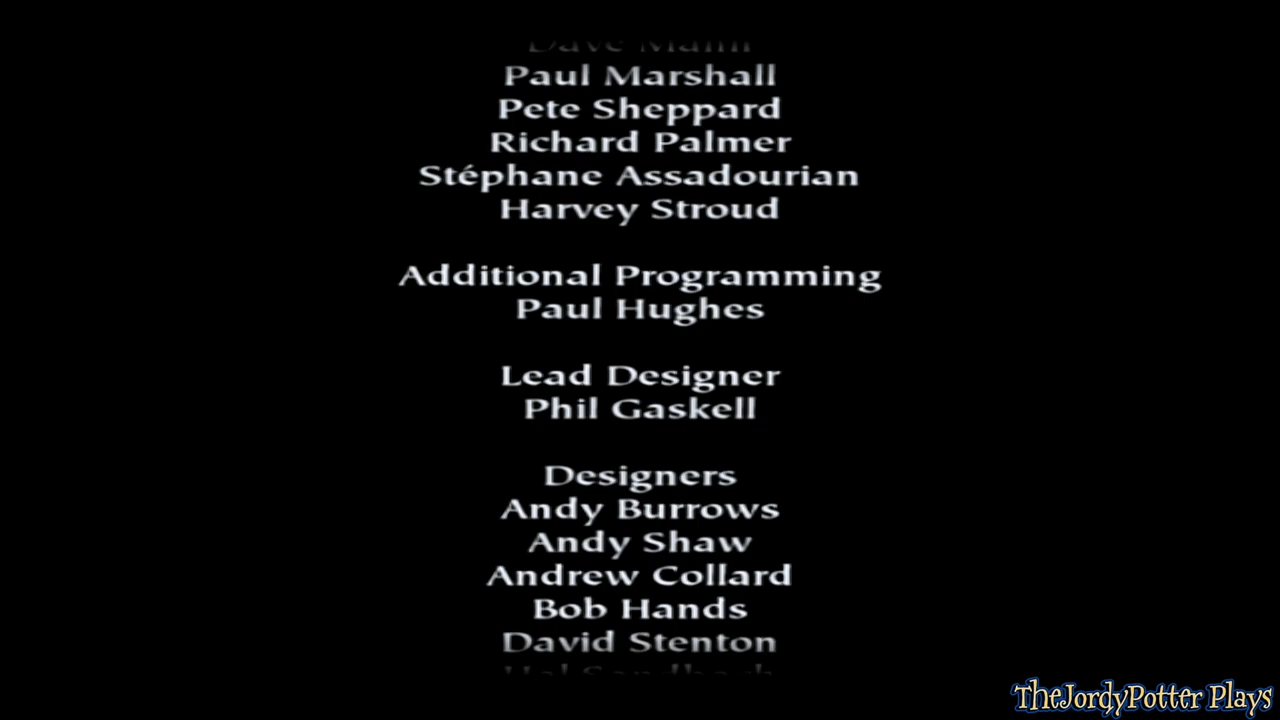 Paul Marshall
Pete Sheppard
Richard Palmer
Stéphane Assadourian
Harvey Stroud
Additional Programming
Paul Hughes
Lead Designer
Phil Gaskell
Designers
Andy Burrows
Andy Shaw
Andrew Collard
Bob Hands
David Stenton
TheJordyPotter Plays